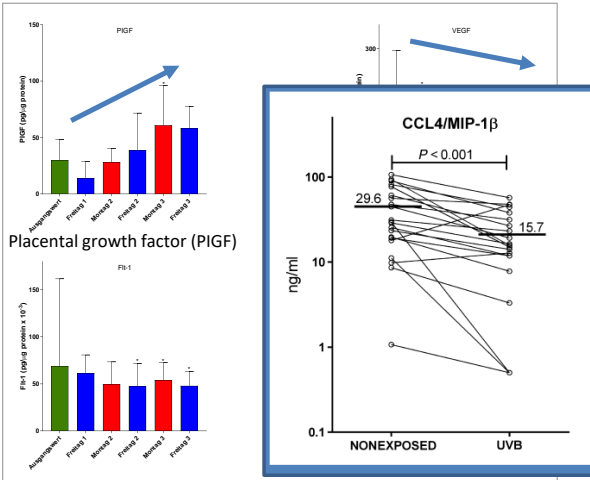 PlGF
150
100
50
0
PlGF (pg/µg protein)
*
Ausgangswert
Freitag 1
Montag 2
Freitag 2
Montag 3
Freitag 3
Placental growth factor (PlGF)
VEGF
300
*
Flt-1
150
100
50
0
Flt-1 (pg/µg protein x 10⁻³)
* * *
Ausgangswert
Freitag 1
Montag 2
Freitag 2
Montag 3
Freitag 3
CCL4/MIP-1β
P < 0.001
100
10
1
0.1
ng/ml
29.6
15.7
NONEXPOSED
UVB